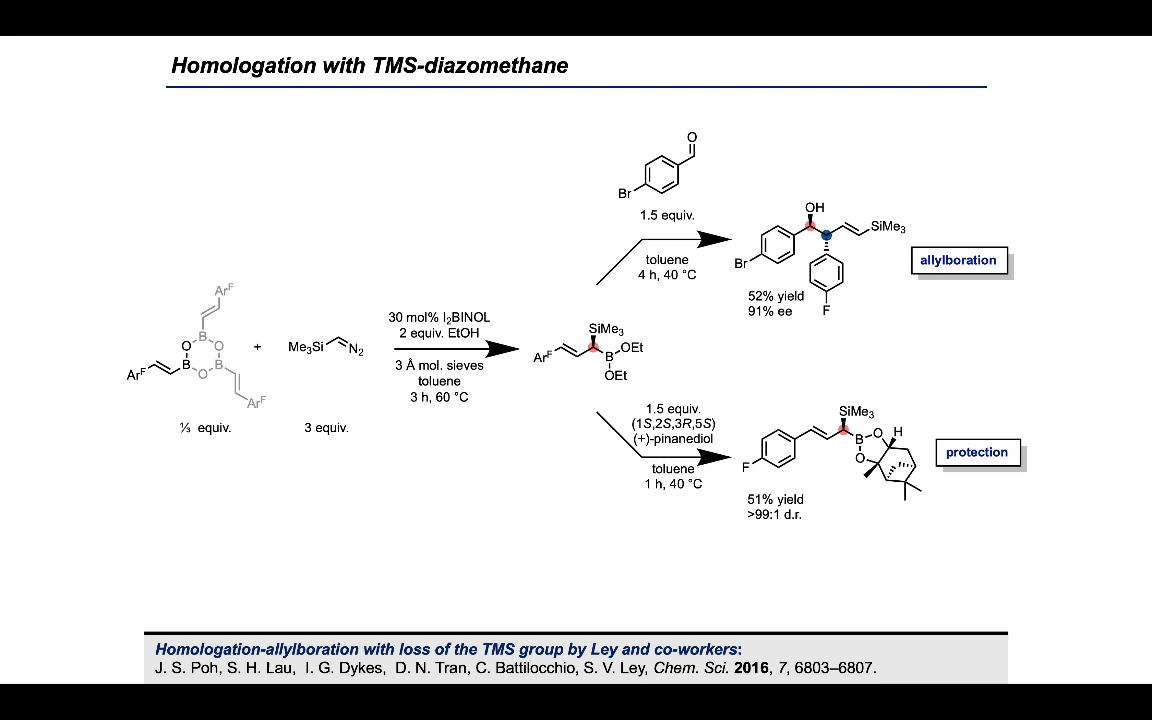 Homologation with TMS-diazomethane
O
Br
1.5 equiv.
toluene
4 h, 40 °C
OH
SiMe3
Br
F
52% yield
91% ee
allylboration
ArF
B
O
O
B
O
B
ArF
ArF
⅓ equiv.
+
Me3Si
N2
3 equiv.
30 mol% I2BINOL
2 equiv. EtOH
3 Å mol. sieves
toluene
3 h, 60 °C
SiMe3
ArF
B
OEt
OEt
1.5 equiv.
(1S,2S,3R,5S)
(+)-pinanediol
toluene
1 h, 40 °C
SiMe3
B
O
H
O
F
51% yield
>99:1 d.r.
protection
Homologation-allylboration with loss of the TMS group by Ley and co-workers:
J. S. Poh, S. H. Lau, I. G. Dykes, D. N. Tran, C. Battilocchio, S. V. Ley, Chem. Sci. 2016, 7, 6803–6807.